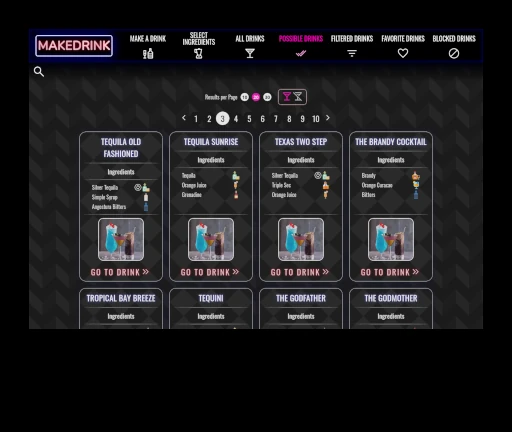 MAKEDRINK
MAKE A DRINK
SELECT
INGREDIENTS
ALL DRINKS
POSSIBLE DRINKS
FILTERED DRINKS
FAVORITE DRINKS
BLOCKED DRINKS
Results per Page
1 2 3 4 5 6 7 8 9 10
TEQUILA OLD
FASHIONED
Ingredients
Silver Tequila
Simple Syrup
Angostura Bitters
GO TO DRINK
TEQUILA SUNRISE
Ingredients
Tequila
Orange Juice
Grenadine
GO TO DRINK
TEXAS TWO STEP
Ingredients
Silver Tequila
Triple Sec
Orange Juice
GO TO DRINK
THE BRANDY COCKTAIL
Ingredients
Brandy
Orange Curacao
Bitters
GO TO DRINK
TROPICAL BAY BREEZE
Ingredients
TEQUINI
Ingredients
THE GODFATHER
Ingredients
THE GODMOTHER
Ingredients